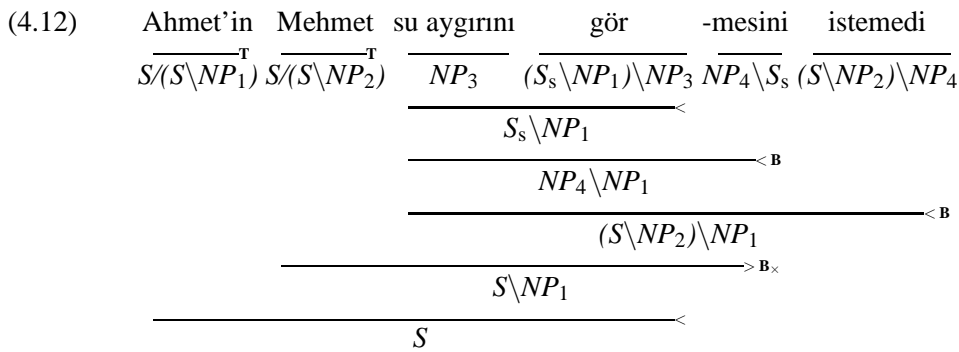 (4.12) Ahmet’in Mehmet su aygırını gör -mesini istemedi
T T
S/(S\NP₁) S/(S\NP₂) NP₃ (Sₛ\NP₁)\NP₃ NP₄\Sₛ (S\NP₂)\NP₄
<
Sₛ\NP₁
< B
NP₄\NP₁
< B
(S\NP₂)\NP₁
> B×
S\NP₁
<
S